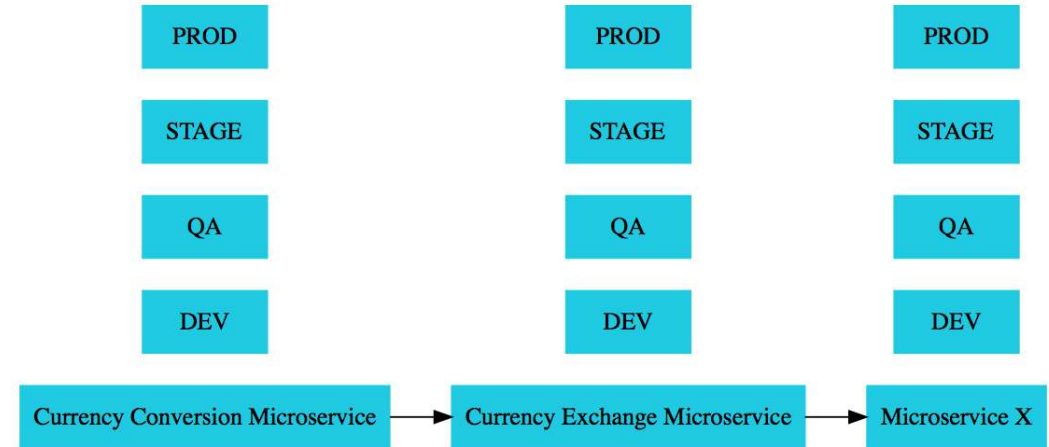 PROD
PROD
PROD
STAGE
STAGE
STAGE
QA
QA
QA
DEV
DEV
DEV
Currency Conversion Microservice
Currency Exchange Microservice
Microservice X